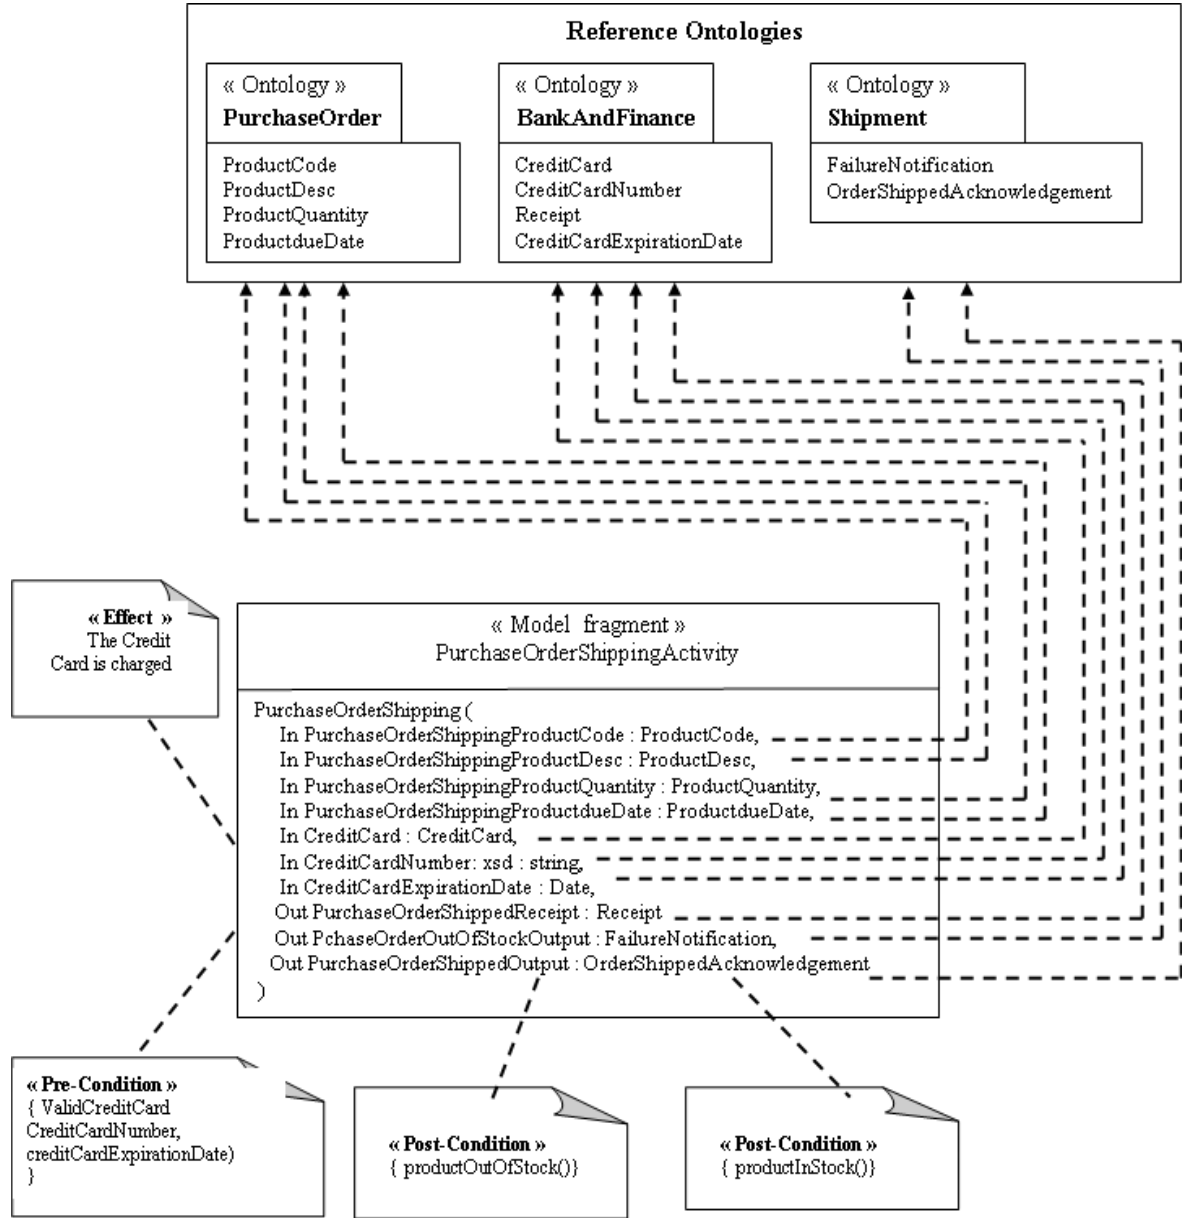 Reference Ontologies
« Ontology »
PurchaseOrder
ProductCode
ProductDesc
ProductQuantity
ProductdueDate
« Ontology »
BankAndFinance
CreditCard
CreditCardNumber
Receipt
CreditCardExpirationDate
« Ontology »
Shipment
FailureNotification
OrderShippedAcknowledgement
« Effect »
The Credit
Card is charged
« Model fragment »
PurchaseOrderShippingActivity
PurchaseOrderShipping (
In PurchaseOrderShippingProductCode : ProductCode,
In PurchaseOrderShippingProductDesc : ProductDesc,
In PurchaseOrderShippingProductQuantity : ProductQuantity,
In PurchaseOrderShippingProductdueDate : ProductdueDate,
In CreditCard : CreditCard,
In CreditCardNumber: xsd : string,
In CreditCardExpirationDate : Date,
Out PurchaseOrderShippedReceipt : Receipt
Out PchaseOrderOutOfStockOutput : FailureNotification,
Out PurchaseOrderShippedOutput : OrderShippedAcknowledgement
)
« Pre-Condition »
{ ValidCreditCard
CreditCardNumber,
creditCardExpirationDate)
}
« Post-Condition »
{ productOutOfStock()}
« Post-Condition »
{ productInStock()}